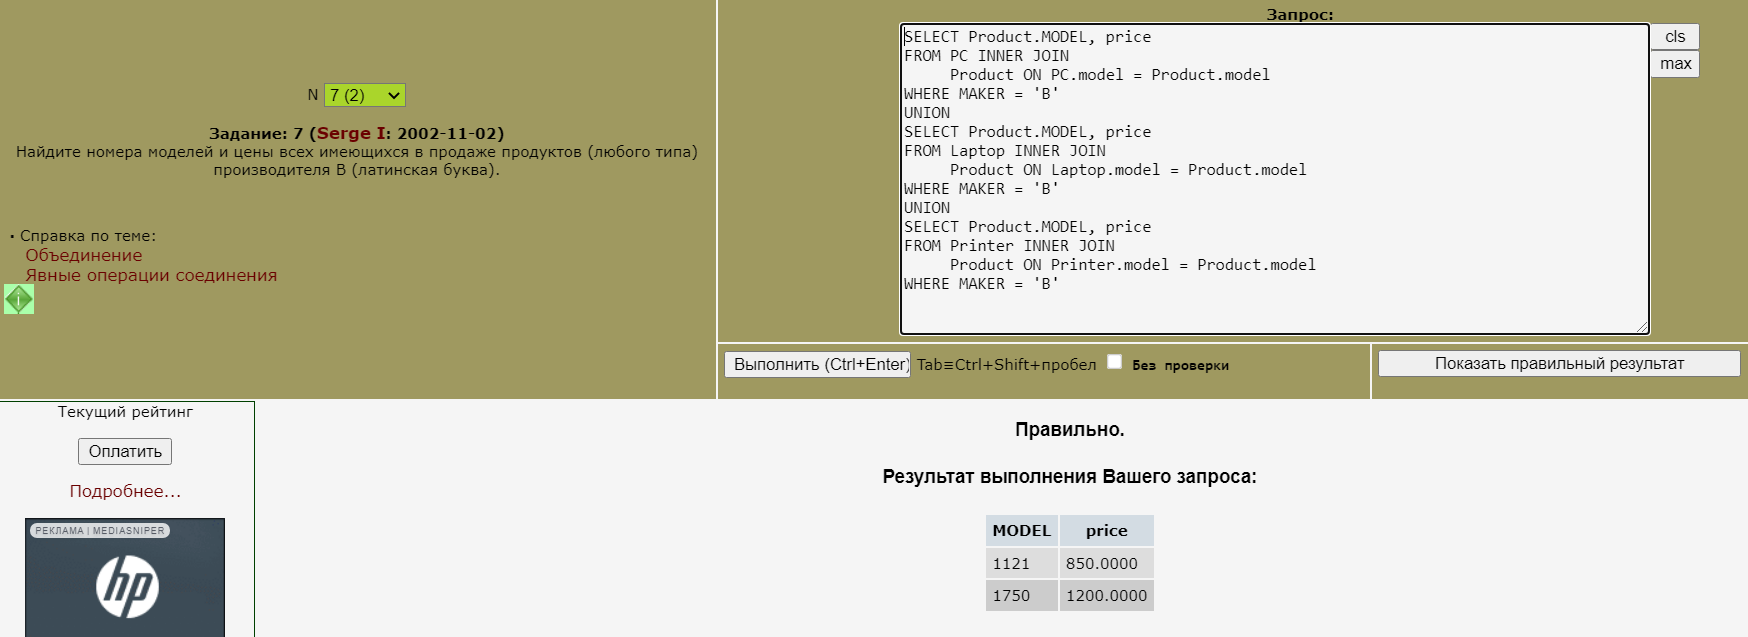 N 7 (2)
Задание: 7 (Serge I: 2002-11-02)
Найдите номера моделей и цены всех имеющихся в продаже продуктов (любого типа)
производителя B (латинская буква).
· Справка по теме:
Объединение
Явные операции соединения
i
Запрос:
SELECT Product.MODEL, price
FROM PC INNER JOIN
     Product ON PC.model = Product.model
WHERE MAKER = 'B'
UNION
SELECT Product.MODEL, price
FROM Laptop INNER JOIN
     Product ON Laptop.model = Product.model
WHERE MAKER = 'B'
UNION
SELECT Product.MODEL, price
FROM Printer INNER JOIN
     Product ON Printer.model = Product.model
WHERE MAKER = 'B'
cls
max
Выполнить (Ctrl+Enter) Tab≡Ctrl+Shift+пробел Без проверки
Показать правильный результат
Текущий рейтинг
Оплатить
Подробнее...
РЕКЛАМА | MEDIASNIPER
hp
Правильно.
Результат выполнения Вашего запроса:
MODEL price
1121 850.0000
1750 1200.0000